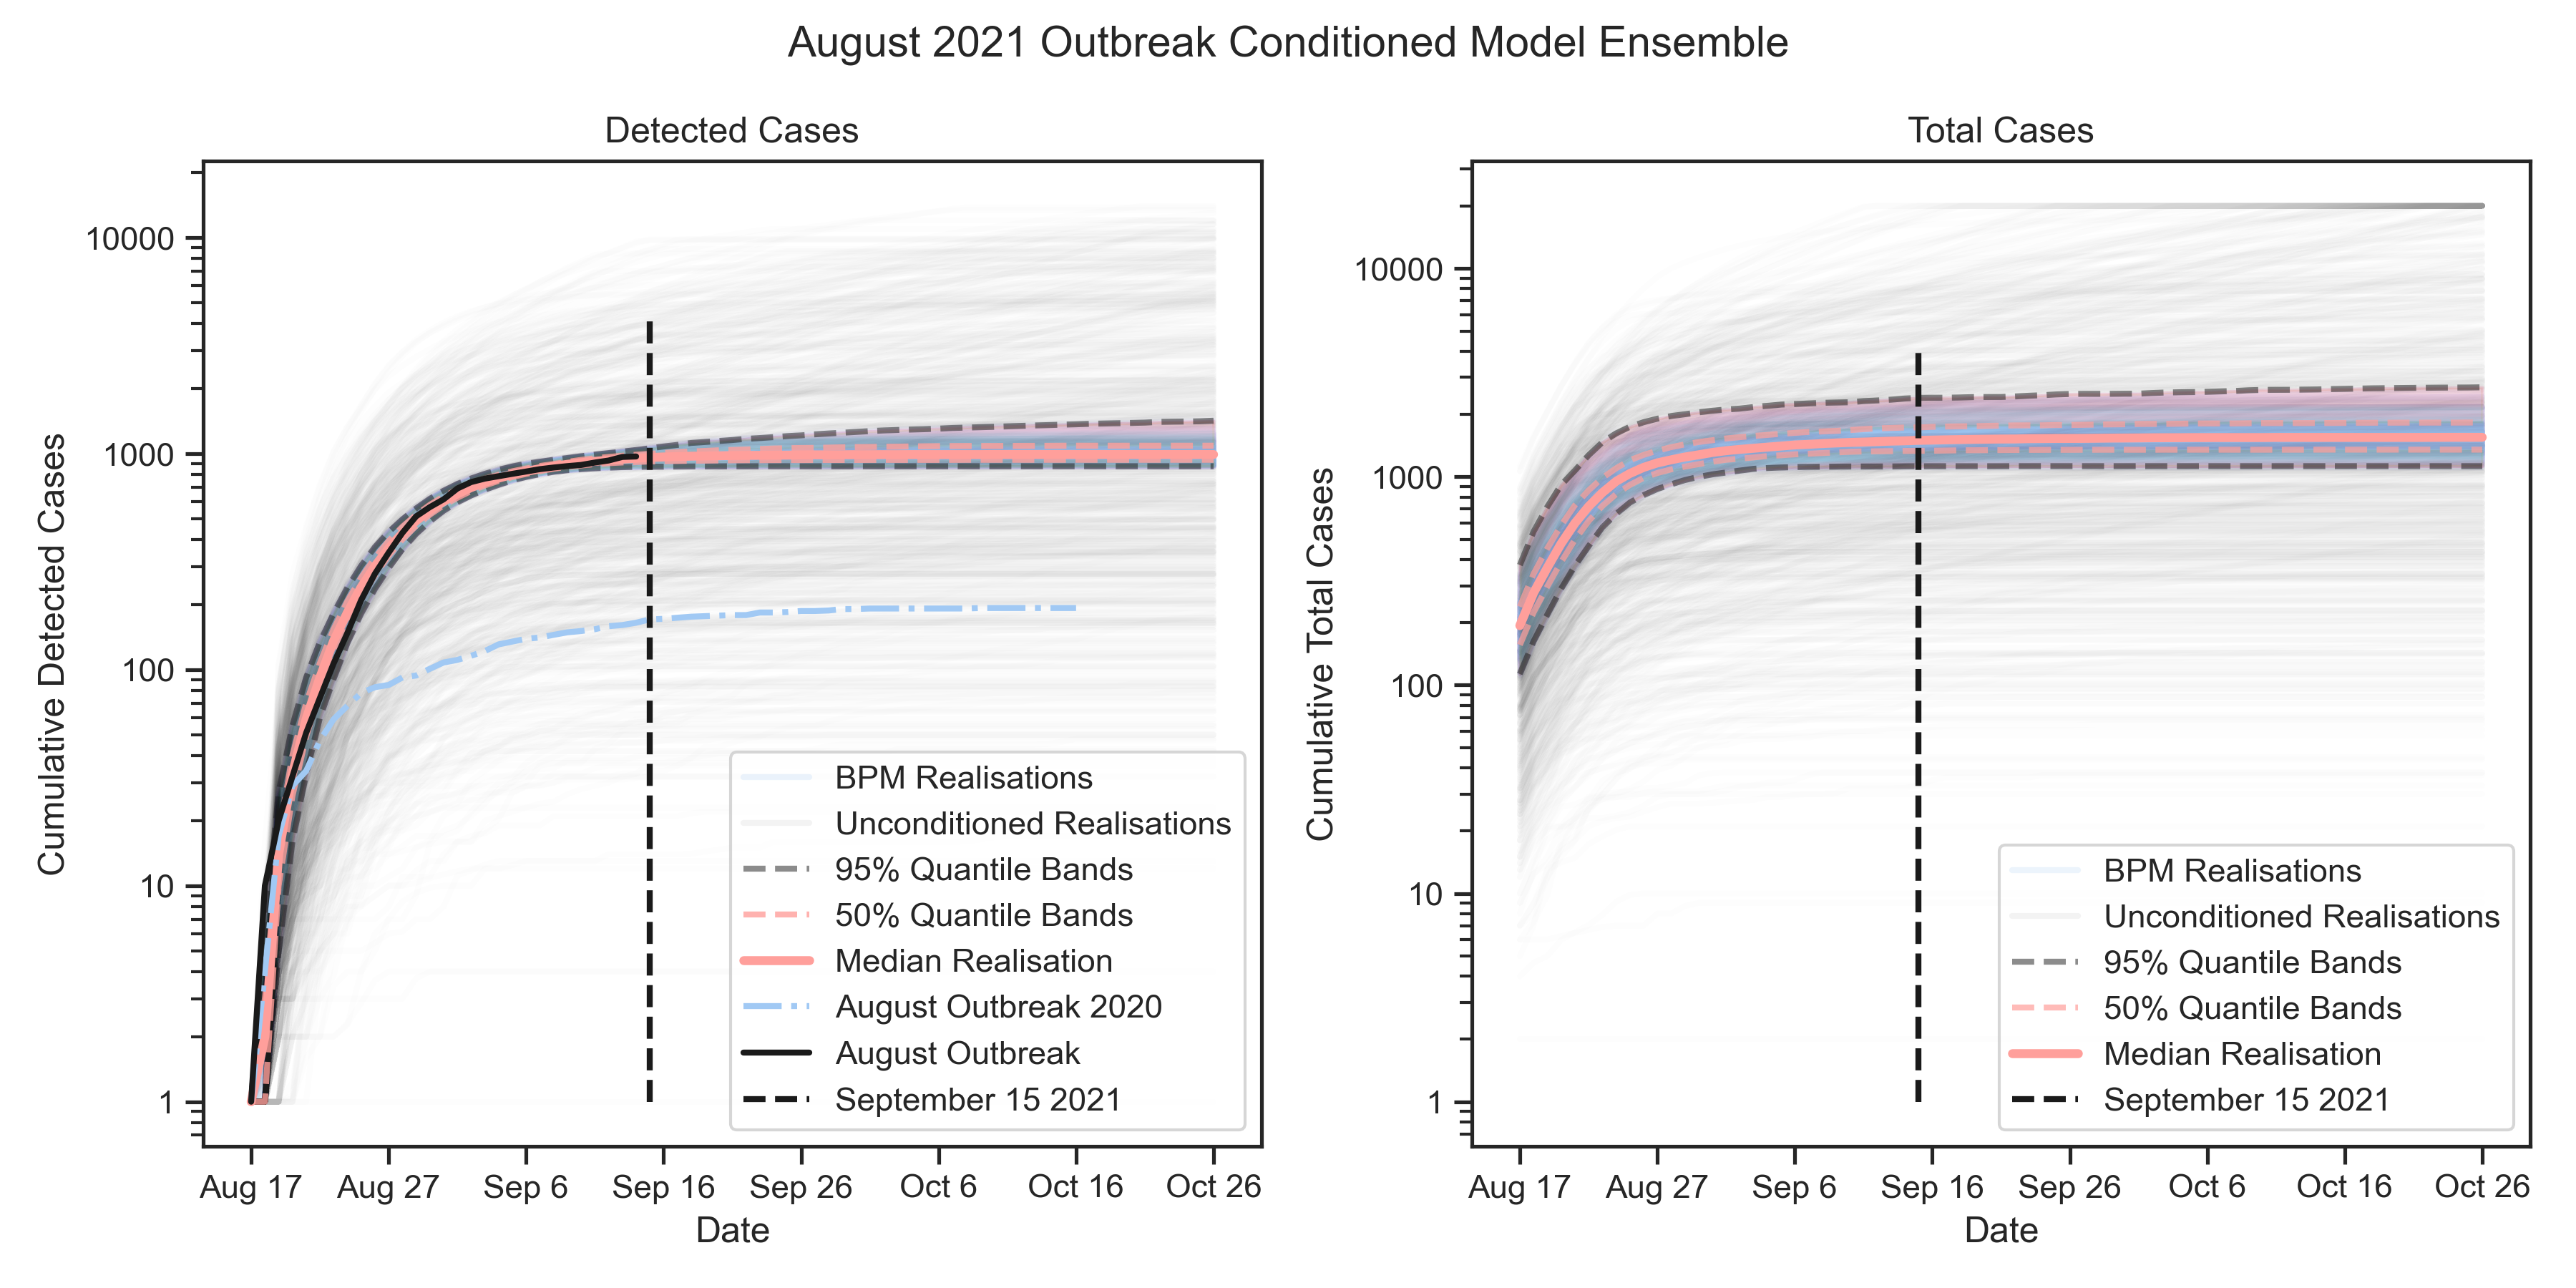 August 2021 Outbreak Conditioned Model Ensemble
Detected Cases
Cumulative Detected Cases
10000
1000
100
10
1
BPM Realisations
Unconditioned Realisations
95% Quantile Bands
50% Quantile Bands
Median Realisation
August Outbreak 2020
August Outbreak
September 15 2021
Aug 17 Aug 27 Sep 6 Sep 16 Sep 26 Oct 6 Oct 16 Oct 26
Date
Total Cases
Cumulative Total Cases
10000
1000
100
10
1
BPM Realisations
Unconditioned Realisations
95% Quantile Bands
50% Quantile Bands
Median Realisation
September 15 2021
Aug 17 Aug 27 Sep 6 Sep 16 Sep 26 Oct 6 Oct 16 Oct 26
Date